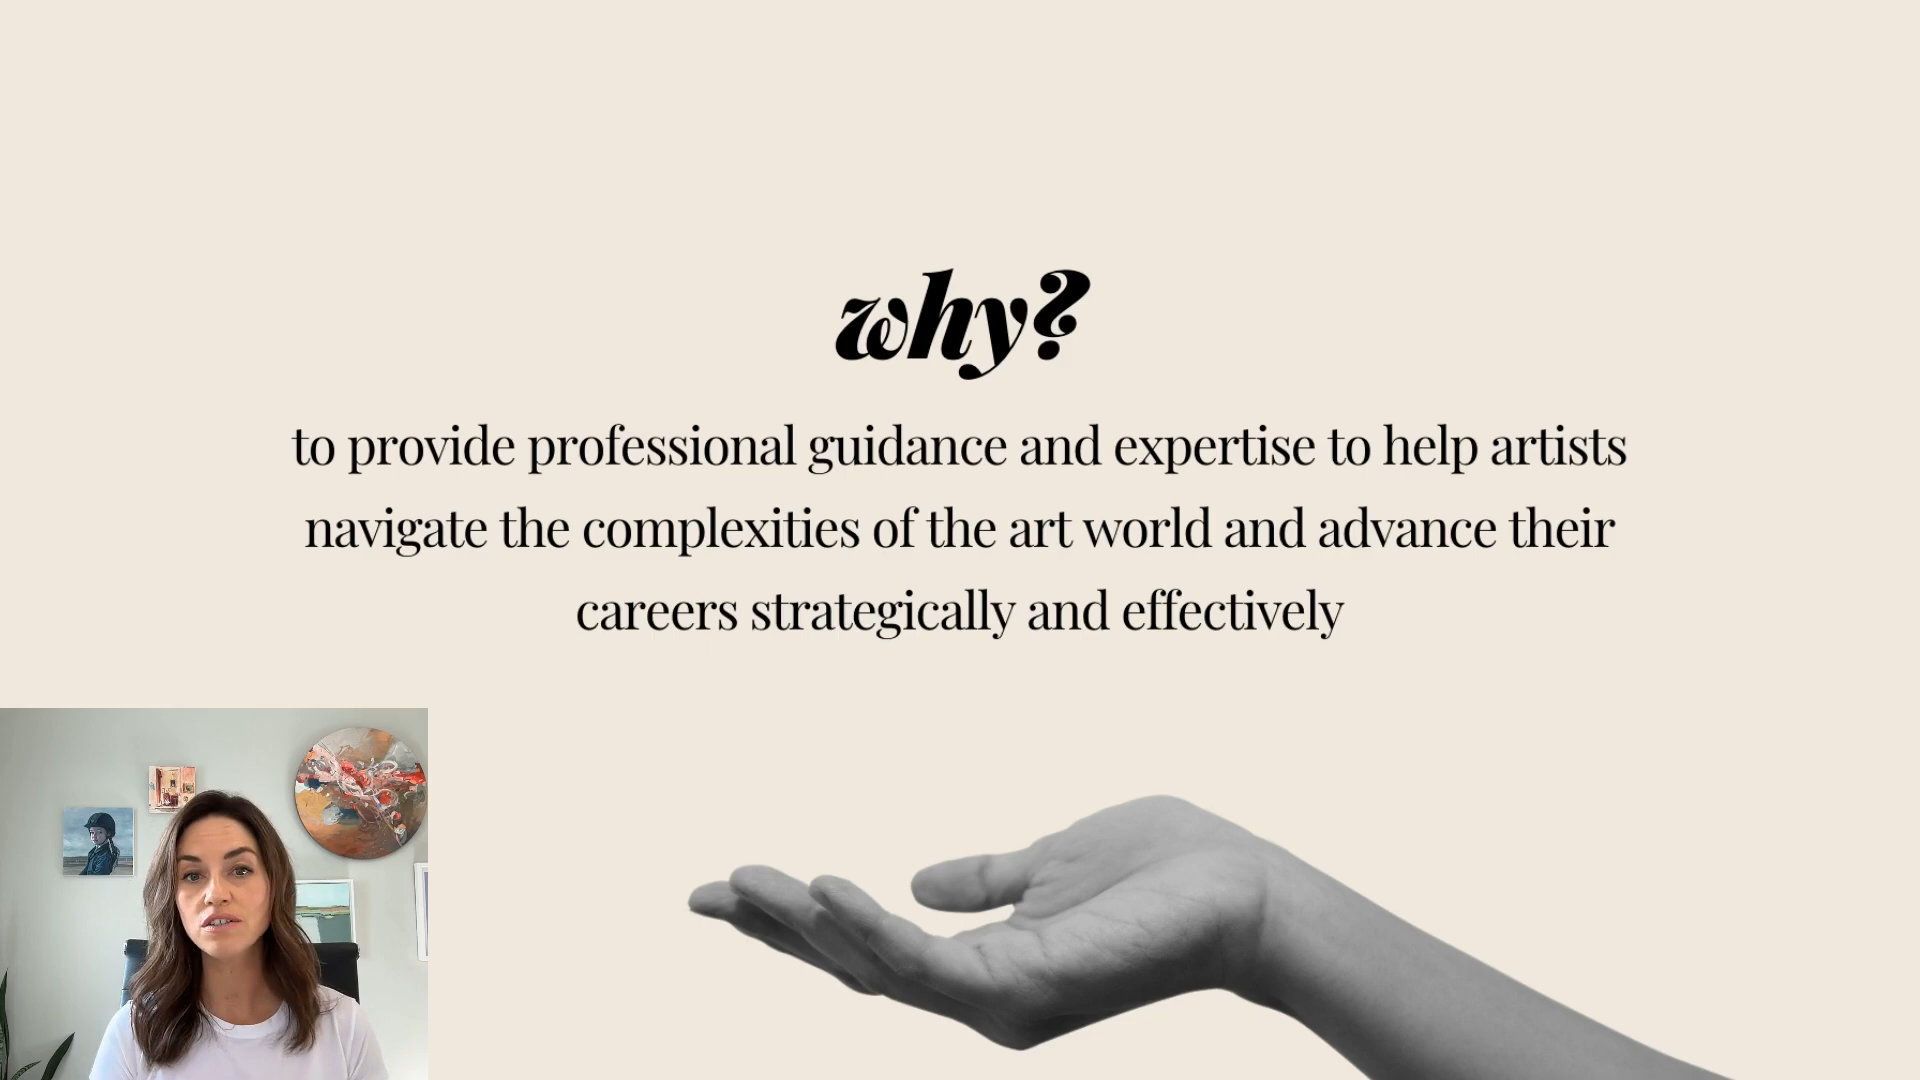 why?
to provide professional guidance and expertise to help artists
navigate the complexities of the art world and advance their
careers strategically and effectively